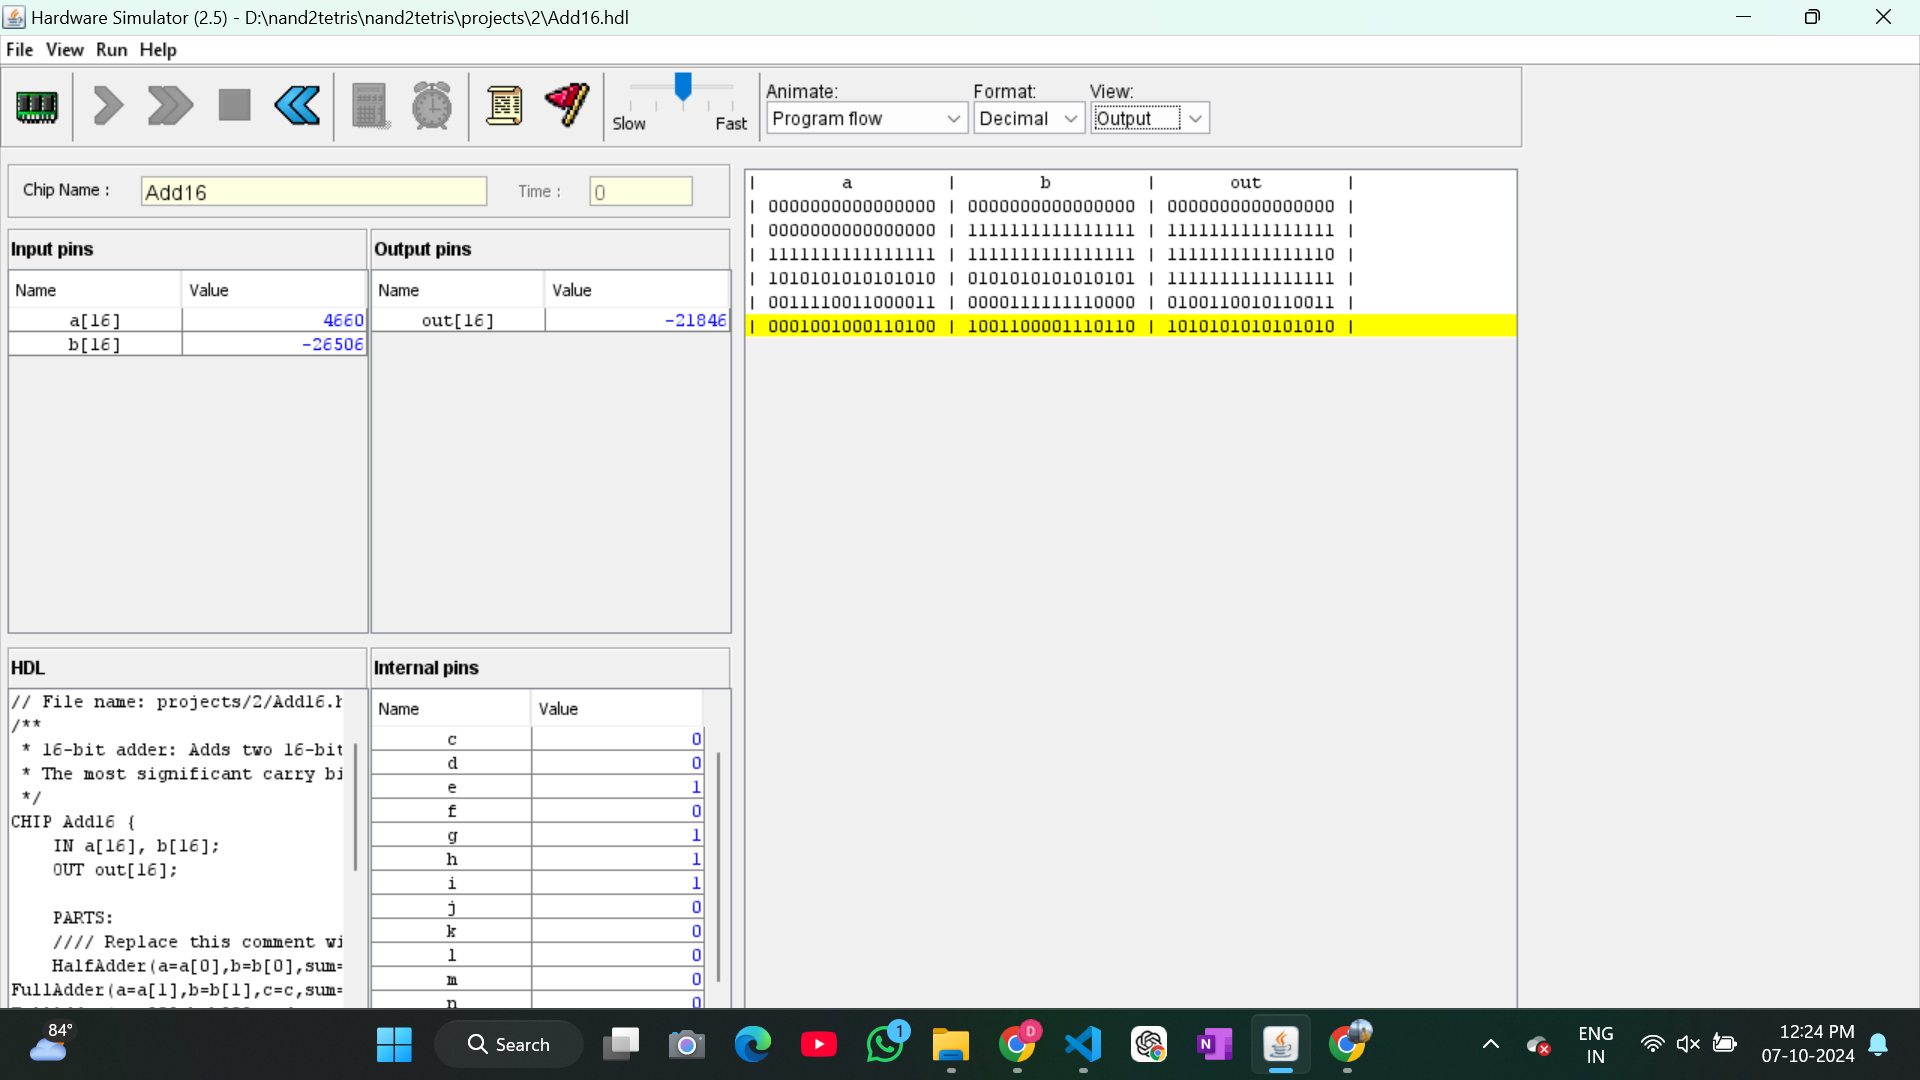 Hardware Simulator (2.5) - D:\nand2tetris\nand2tetris\projects\2\Add16.hdl
File View Run Help
Slow Fast
Animate: Format: View:
Program flow Decimal Output
Chip Name : Add16 Time : 0
Input pins
Name Value
a[16] 4660
b[16] -26506
Output pins
Name Value
out[16] -21846
| a | b | out |
| 0000000000000000 | 0000000000000000 | 0000000000000000 |
| 0000000000000000 | 1111111111111111 | 1111111111111111 |
| 1111111111111111 | 1111111111111111 | 1111111111111110 |
| 1010101010101010 | 0101010101010101 | 1111111111111111 |
| 0011110011000011 | 0000111111110000 | 0100110010110011 |
| 0001001000110100 | 1001100001110110 | 1010101010101010 |
HDL
// File name: projects/2/Add16.h
/**
* 16-bit adder: Adds two 16-bit
* The most significant carry bi
*/
CHIP Add16 {
IN a[16], b[16];
OUT out[16];
PARTS:
//// Replace this comment wi
HalfAdder(a=a[0],b=b[0],sum=
FullAdder(a=a[1],b=b[1],c=c,sum=
Internal pins
Name Value
c 0
d 0
e 1
f 0
g 1
h 1
i 1
j 0
k 0
l 0
m 0
n 0
84°
Search
1
D
N
ENG
IN
12:24 PM
07-10-2024